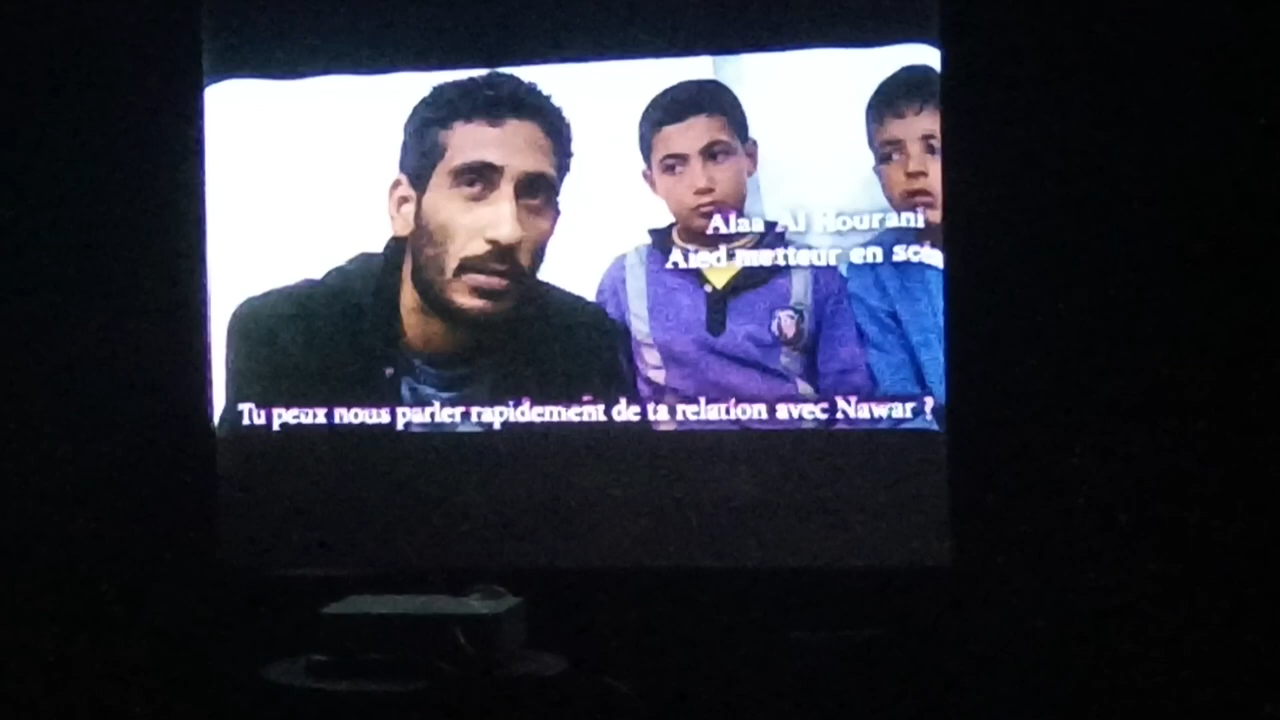 Alaa Al Hourani
Aied metteur en
Tu peux nous parler rapidement de ta relation avec Nawar ?